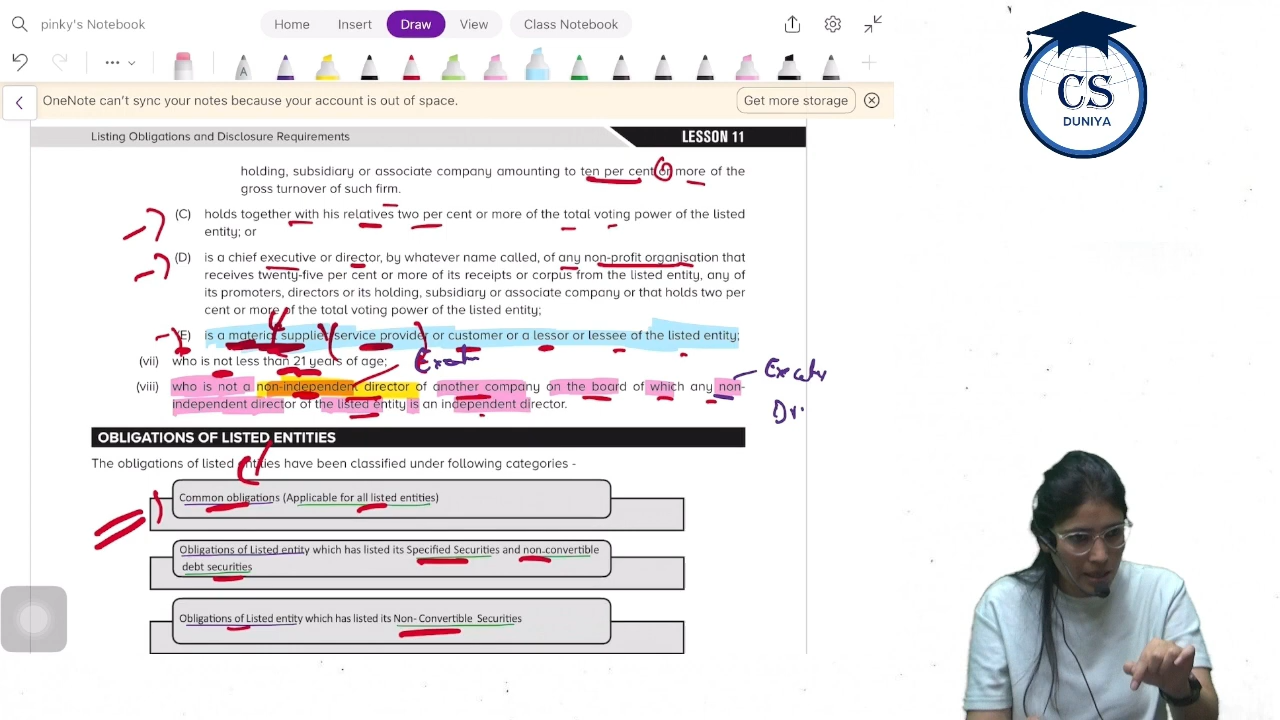 pinky's Notebook
Home Insert Draw View Class Notebook
A
OneNote can't sync your notes because your account is out of space.
Get more storage
CS
DUNIYA
Listing Obligations and Disclosure Requirements
LESSON 11
holding, subsidiary or associate company amounting to ten per cent or more of the
gross turnover of such firm.
(C) holds together with his relatives two per cent or more of the total voting power of the listed
entity; or
(D) is a chief executive or director, by whatever name called, of any non-profit organisation that
receives twenty-five per cent or more of its receipts or corpus from the listed entity, any of
its promoters, directors or its holding, subsidiary or associate company or that holds two per
cent or more of the total voting power of the listed entity;
(E) is a material supplier, service provider or customer or a lessor or lessee of the listed entity;
(vii) who is not less than 21 years of age;
(viii) who is not a non-independent director of another company on the board of which any non-
independent director of the listed entity is an independent director.
OBLIGATIONS OF LISTED ENTITIES
The obligations of listed entities have been classified under following categories -
Common obligations (Applicable for all listed entities)
Obligations of Listed entity which has listed its Specified Securities and non-convertible
debt securities
Obligations of Listed entity which has listed its Non- Convertible Securities